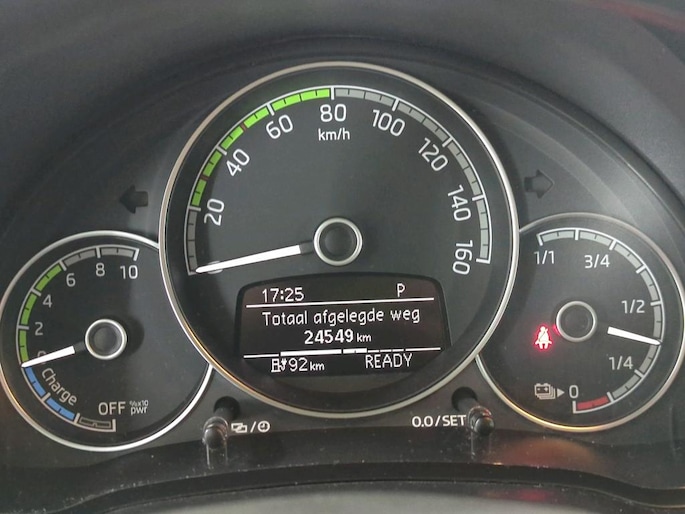 20
40
60
80
100
120
140
160
km/h
17:25 P
Totaal afgelegde weg
24549 km
92 km READY
0
2
4
6
8
10
Charge
OFF %x10
pwr
1/1
3/4
1/2
1/4
0
0.0/SET